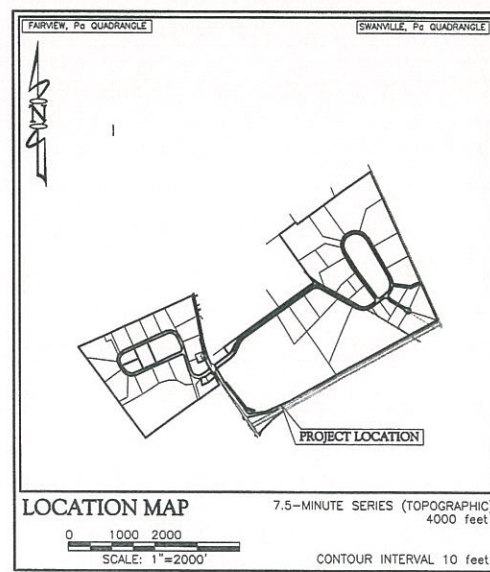 FAIRVIEW, Pa QUADRANGLE
SWANVILLE, Pa QUADRANGLE
N
PROJECT LOCATION
LOCATION MAP
7.5-MINUTE SERIES (TOPOGRAPHIC)
4000 feet
0 1000 2000
SCALE: 1"=2000'
CONTOUR INTERVAL 10 feet